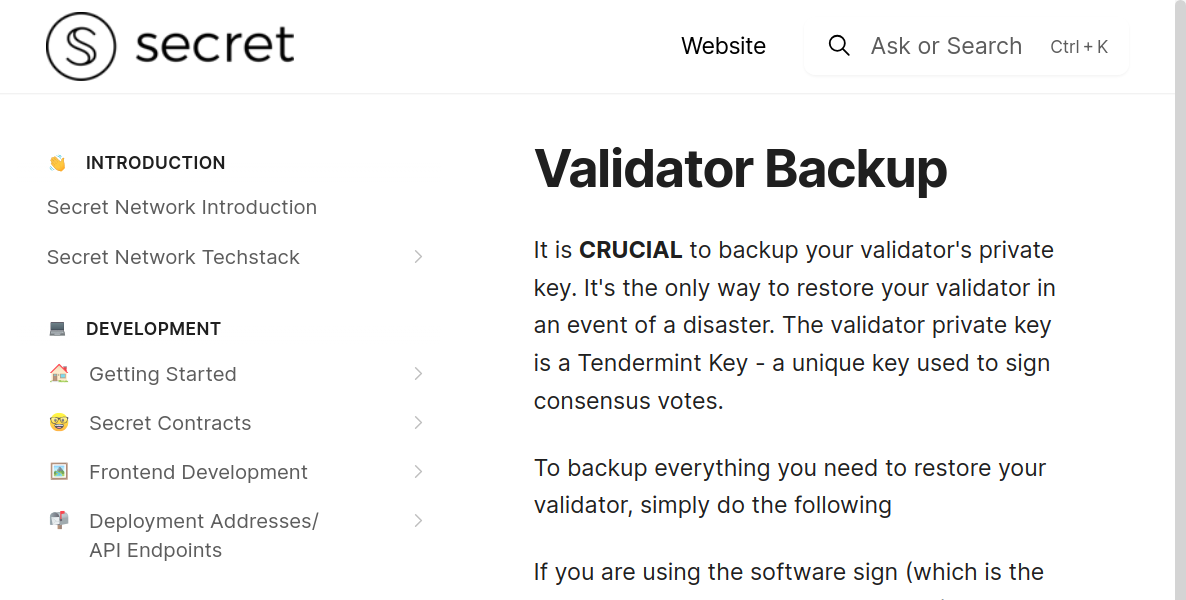 secret
Website
Ask or Search Ctrl + K
INTRODUCTION
Secret Network Introduction
Secret Network Techstack
DEVELOPMENT
Getting Started
Secret Contracts
Frontend Development
Deployment Addresses/
API Endpoints
Validator Backup
It is CRUCIAL to backup your validator's private
key. It's the only way to restore your validator in
an event of a disaster. The validator private key
is a Tendermint Key - a unique key used to sign
consensus votes.
To backup everything you need to restore your
validator, simply do the following
If you are using the software sign (which is the